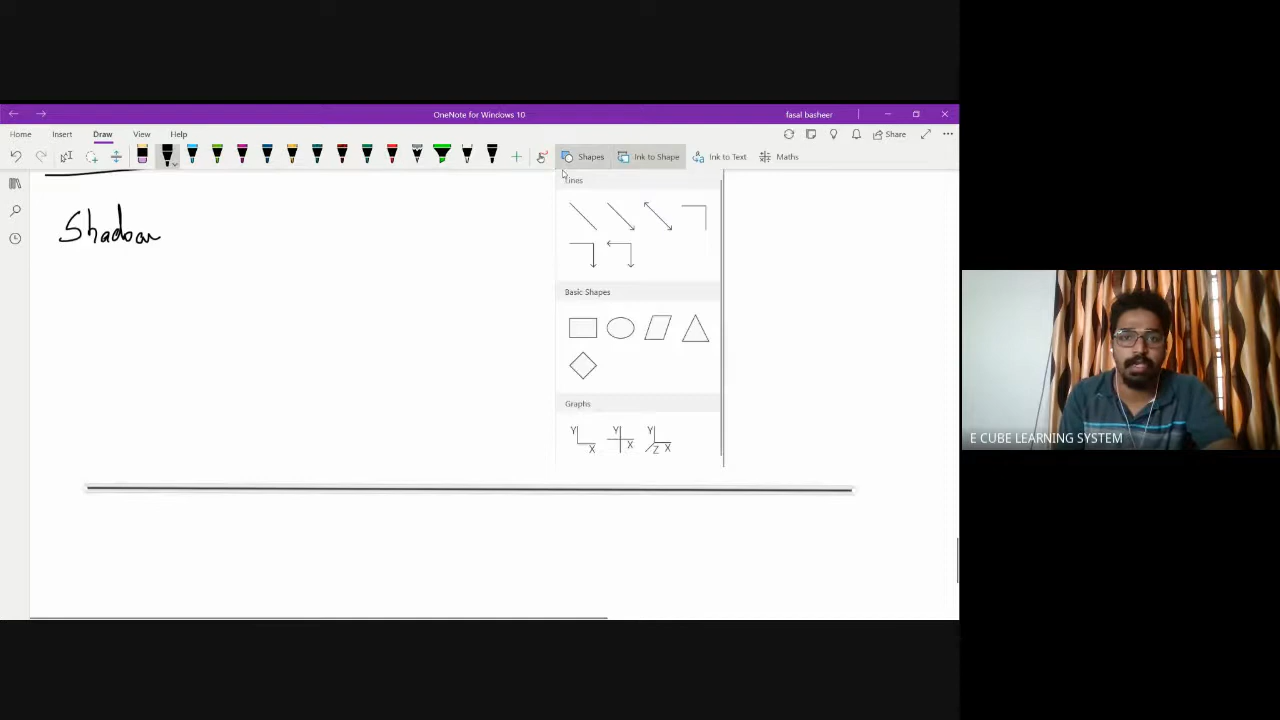 OneNote for Windows 10
fasal basheer
Home Insert Draw View Help
Share
Shapes Ink to Shape Ink to Text Maths
Lines
Basic Shapes
Graphs
Y X Y X Y Z X
E CUBE LEARNING SYSTEM